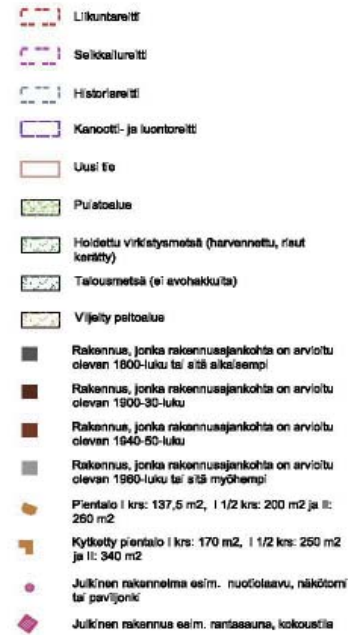 Liikuntareitti
Seikkailureitti
Historiareitti
Kanootti- ja luontoreitti
Uusi tie
Puistoalue
Hoidettu virkistysmetsä (harvennettu, risut
kerätty)
Talousmetsä (ei avohakkuita)
Viljelty peltoalue
Rakennus, jonka rakennusajankohta on arvioitu
olevan 1800-luku tai sitä aikaisempi
Rakennus, jonka rakennusajankohta on arvioitu
olevan 1900-30-luku
Rakennus, jonka rakennusajankohta on arvioitu
olevan 1940-50-luku
Rakennus, jonka rakennusajankohta on arvioitu
olevan 1960-luku tai sitä myöhempi
Pientalo I krs: 137,5 m2, I 1/2 krs: 200 m2 ja II:
260 m2
Kytketty pientalo I krs: 170 m2, I 1/2 krs: 250 m2
ja II: 340 m2
Julkinen rakennelma esim. nuotiolaavu, näkötorni
tai paviljonki
Julkinen rakennus esim. rantasauna, kokoustila